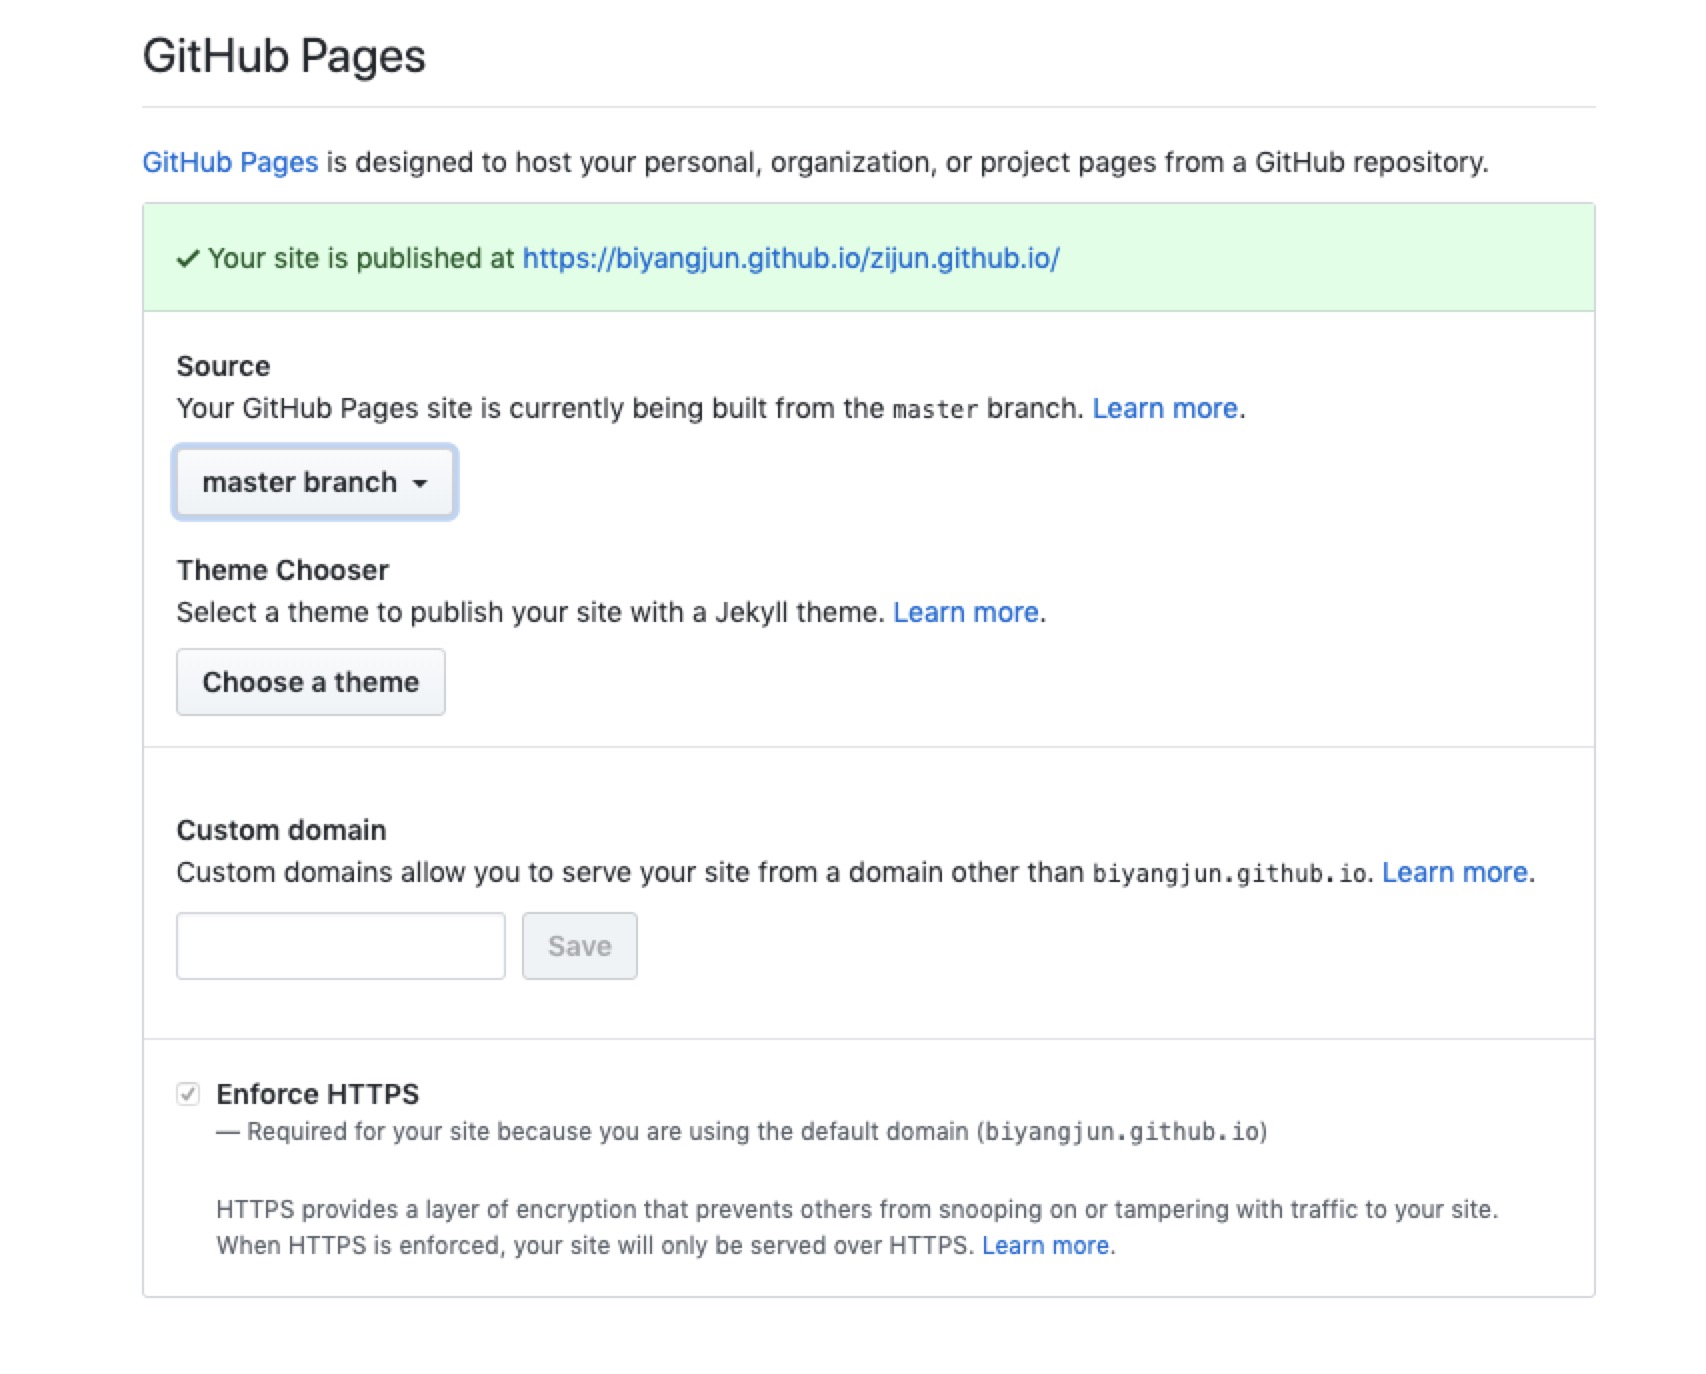 GitHub Pages
GitHub Pages is designed to host your personal, organization, or project pages from a GitHub repository.
Your site is published at https://biyangjun.github.io/zijun.github.io/
Source
Your GitHub Pages site is currently being built from the master branch. Learn more.
master branch
Theme Chooser
Select a theme to publish your site with a Jekyll theme. Learn more.
Choose a theme
Custom domain
Custom domains allow you to serve your site from a domain other than biyangjun.github.io. Learn more.
Save
Enforce HTTPS
— Required for your site because you are using the default domain (biyangjun.github.io)
HTTPS provides a layer of encryption that prevents others from snooping on or tampering with traffic to your site.
When HTTPS is enforced, your site will only be served over HTTPS. Learn more.